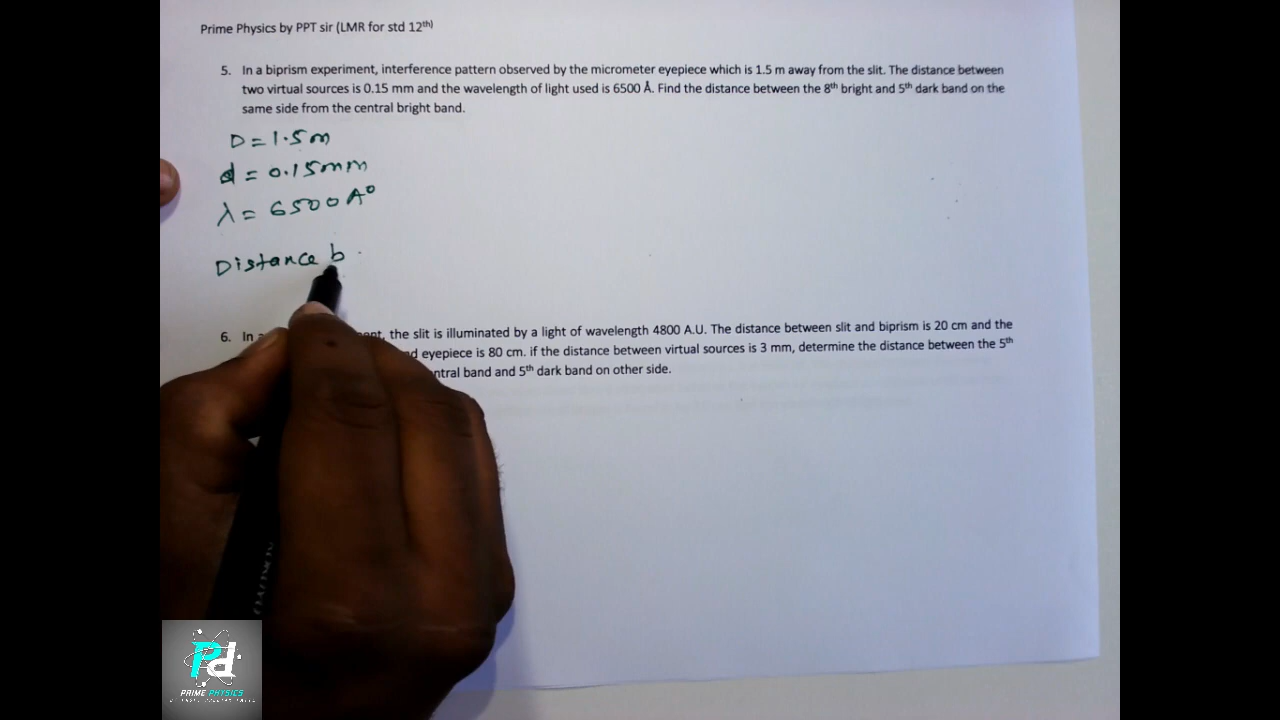 Prime Physics by PPT sir (LMR for std 12th)
5. In a biprism experiment, interference pattern observed by the micrometer eyepiece which is 1.5 m away from the slit. The distance between
two virtual sources is 0.15 mm and the wavelength of light used is 6500 Å. Find the distance between the 8th bright and 5th dark band on the
same side from the central bright band.
D = 1.5 m
d = 0.15 mm
λ = 6500 A°
Distance b
6. In , the slit is illuminated by a light of wavelength 4800 A.U. The distance between slit and biprism is 20 cm and the
eyepiece is 80 cm. if the distance between virtual sources is 3 mm, determine the distance between the 5th
band and 5th dark band on other side.
Pd
PRIME PHYSICS